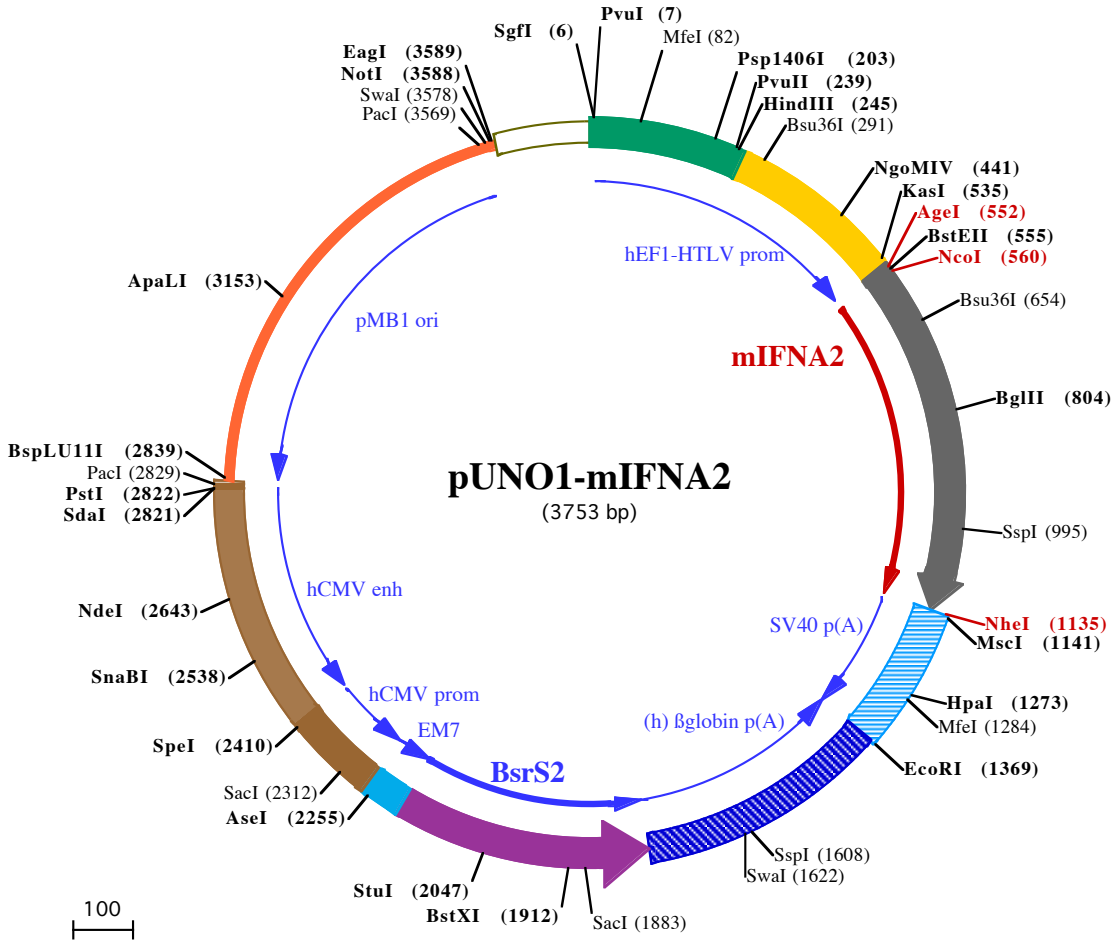 PvuI (7)
SgfI (6)
MfeI (82)
EagI (3589)
NotI (3588)
SwaI (3578)
PacI (3569)
Psp1406I (203)
PvuII (239)
HindIII (245)
Bsu36I (291)
NgoMIV (441)
KasI (535)
AgeI (552)
BstEII (555)
NcoI (560)
hEF1-HTLV prom
ApaLI (3153)
Bsu36I (654)
pMB1 ori
mIFNA2
BglII (804)
BspLU11I (2839)
PacI (2829)
PstI (2822)
SdaI (2821)
pUNO1-mIFNA2
(3753 bp)
SspI (995)
hCMV enh
NdeI (2643)
SV40 p(A)
NheI (1135)
MscI (1141)
SnaBI (2538)
hCMV prom
HpaI (1273)
MfeI (1284)
(h) ßglobin p(A)
EM7
SpeI (2410)
BsrS2
EcoRI (1369)
SacI (2312)
AseI (2255)
SspI (1608)
SwaI (1622)
StuI (2047)
BstXI (1912)
SacI (1883)
100